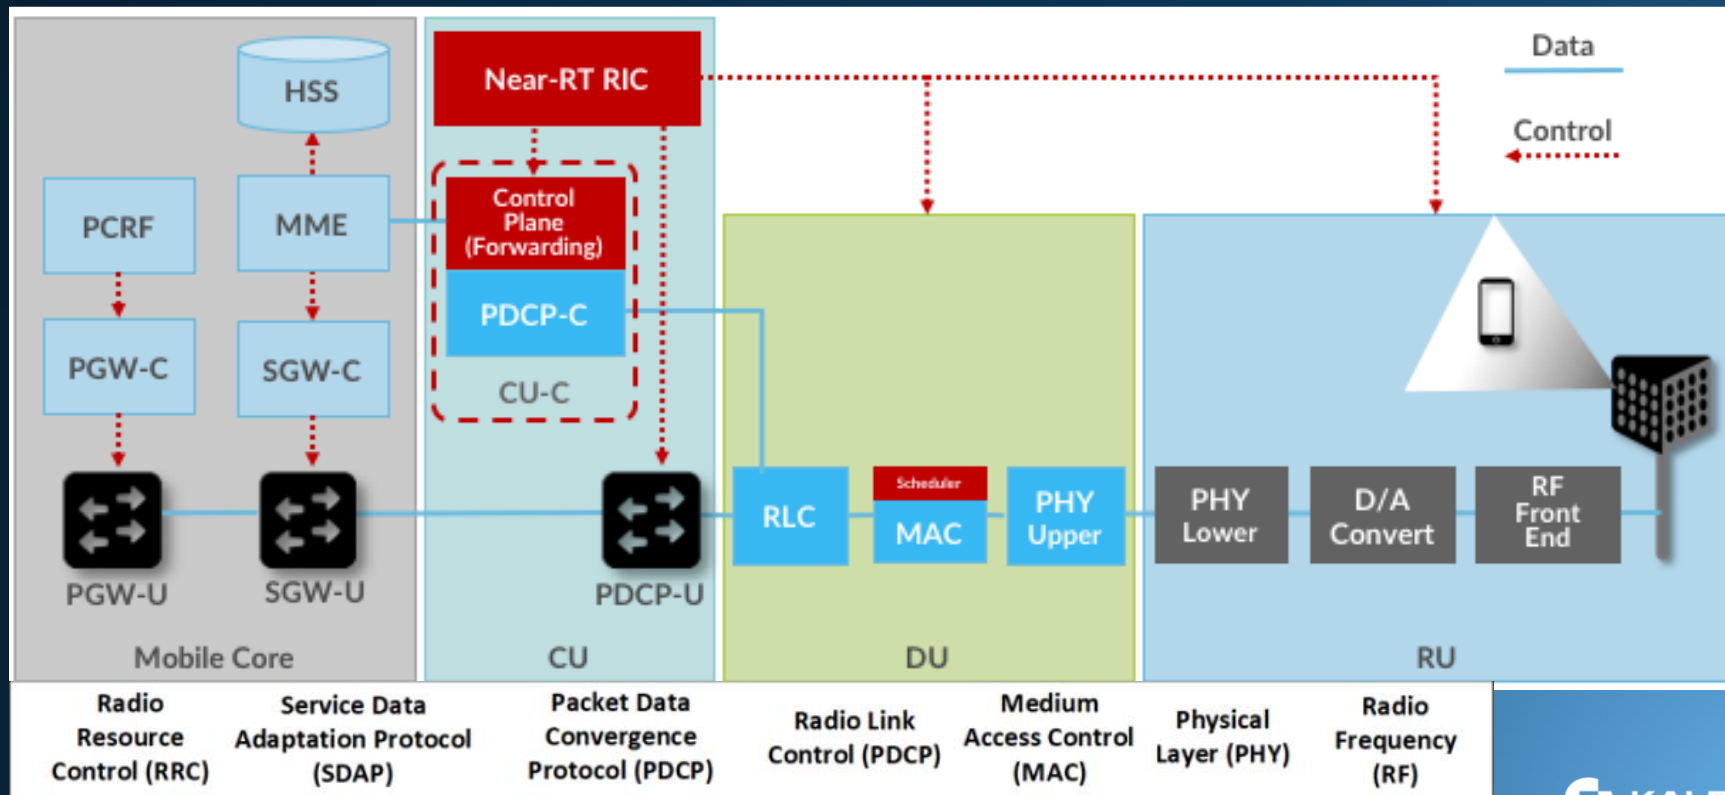 Data
Control
HSS
Near-RT RIC
PCRF
MME
Control
Plane
(Forwarding)
PDCP-C
PGW-C
SGW-C
CU-C
PGW-U
SGW-U
PDCP-U
RLC
Scheduler
MAC
PHY
Upper
PHY
Lower
D/A
Convert
RF
Front
End
Mobile Core
CU
DU
RU
Radio
Resource
Control (RRC)
Service Data
Adaptation Protocol
(SDAP)
Packet Data
Convergence
Protocol (PDCP)
Radio Link
Control (PDCP)
Medium
Access Control
(MAC)
Physical
Layer (PHY)
Radio
Frequency
(RF)